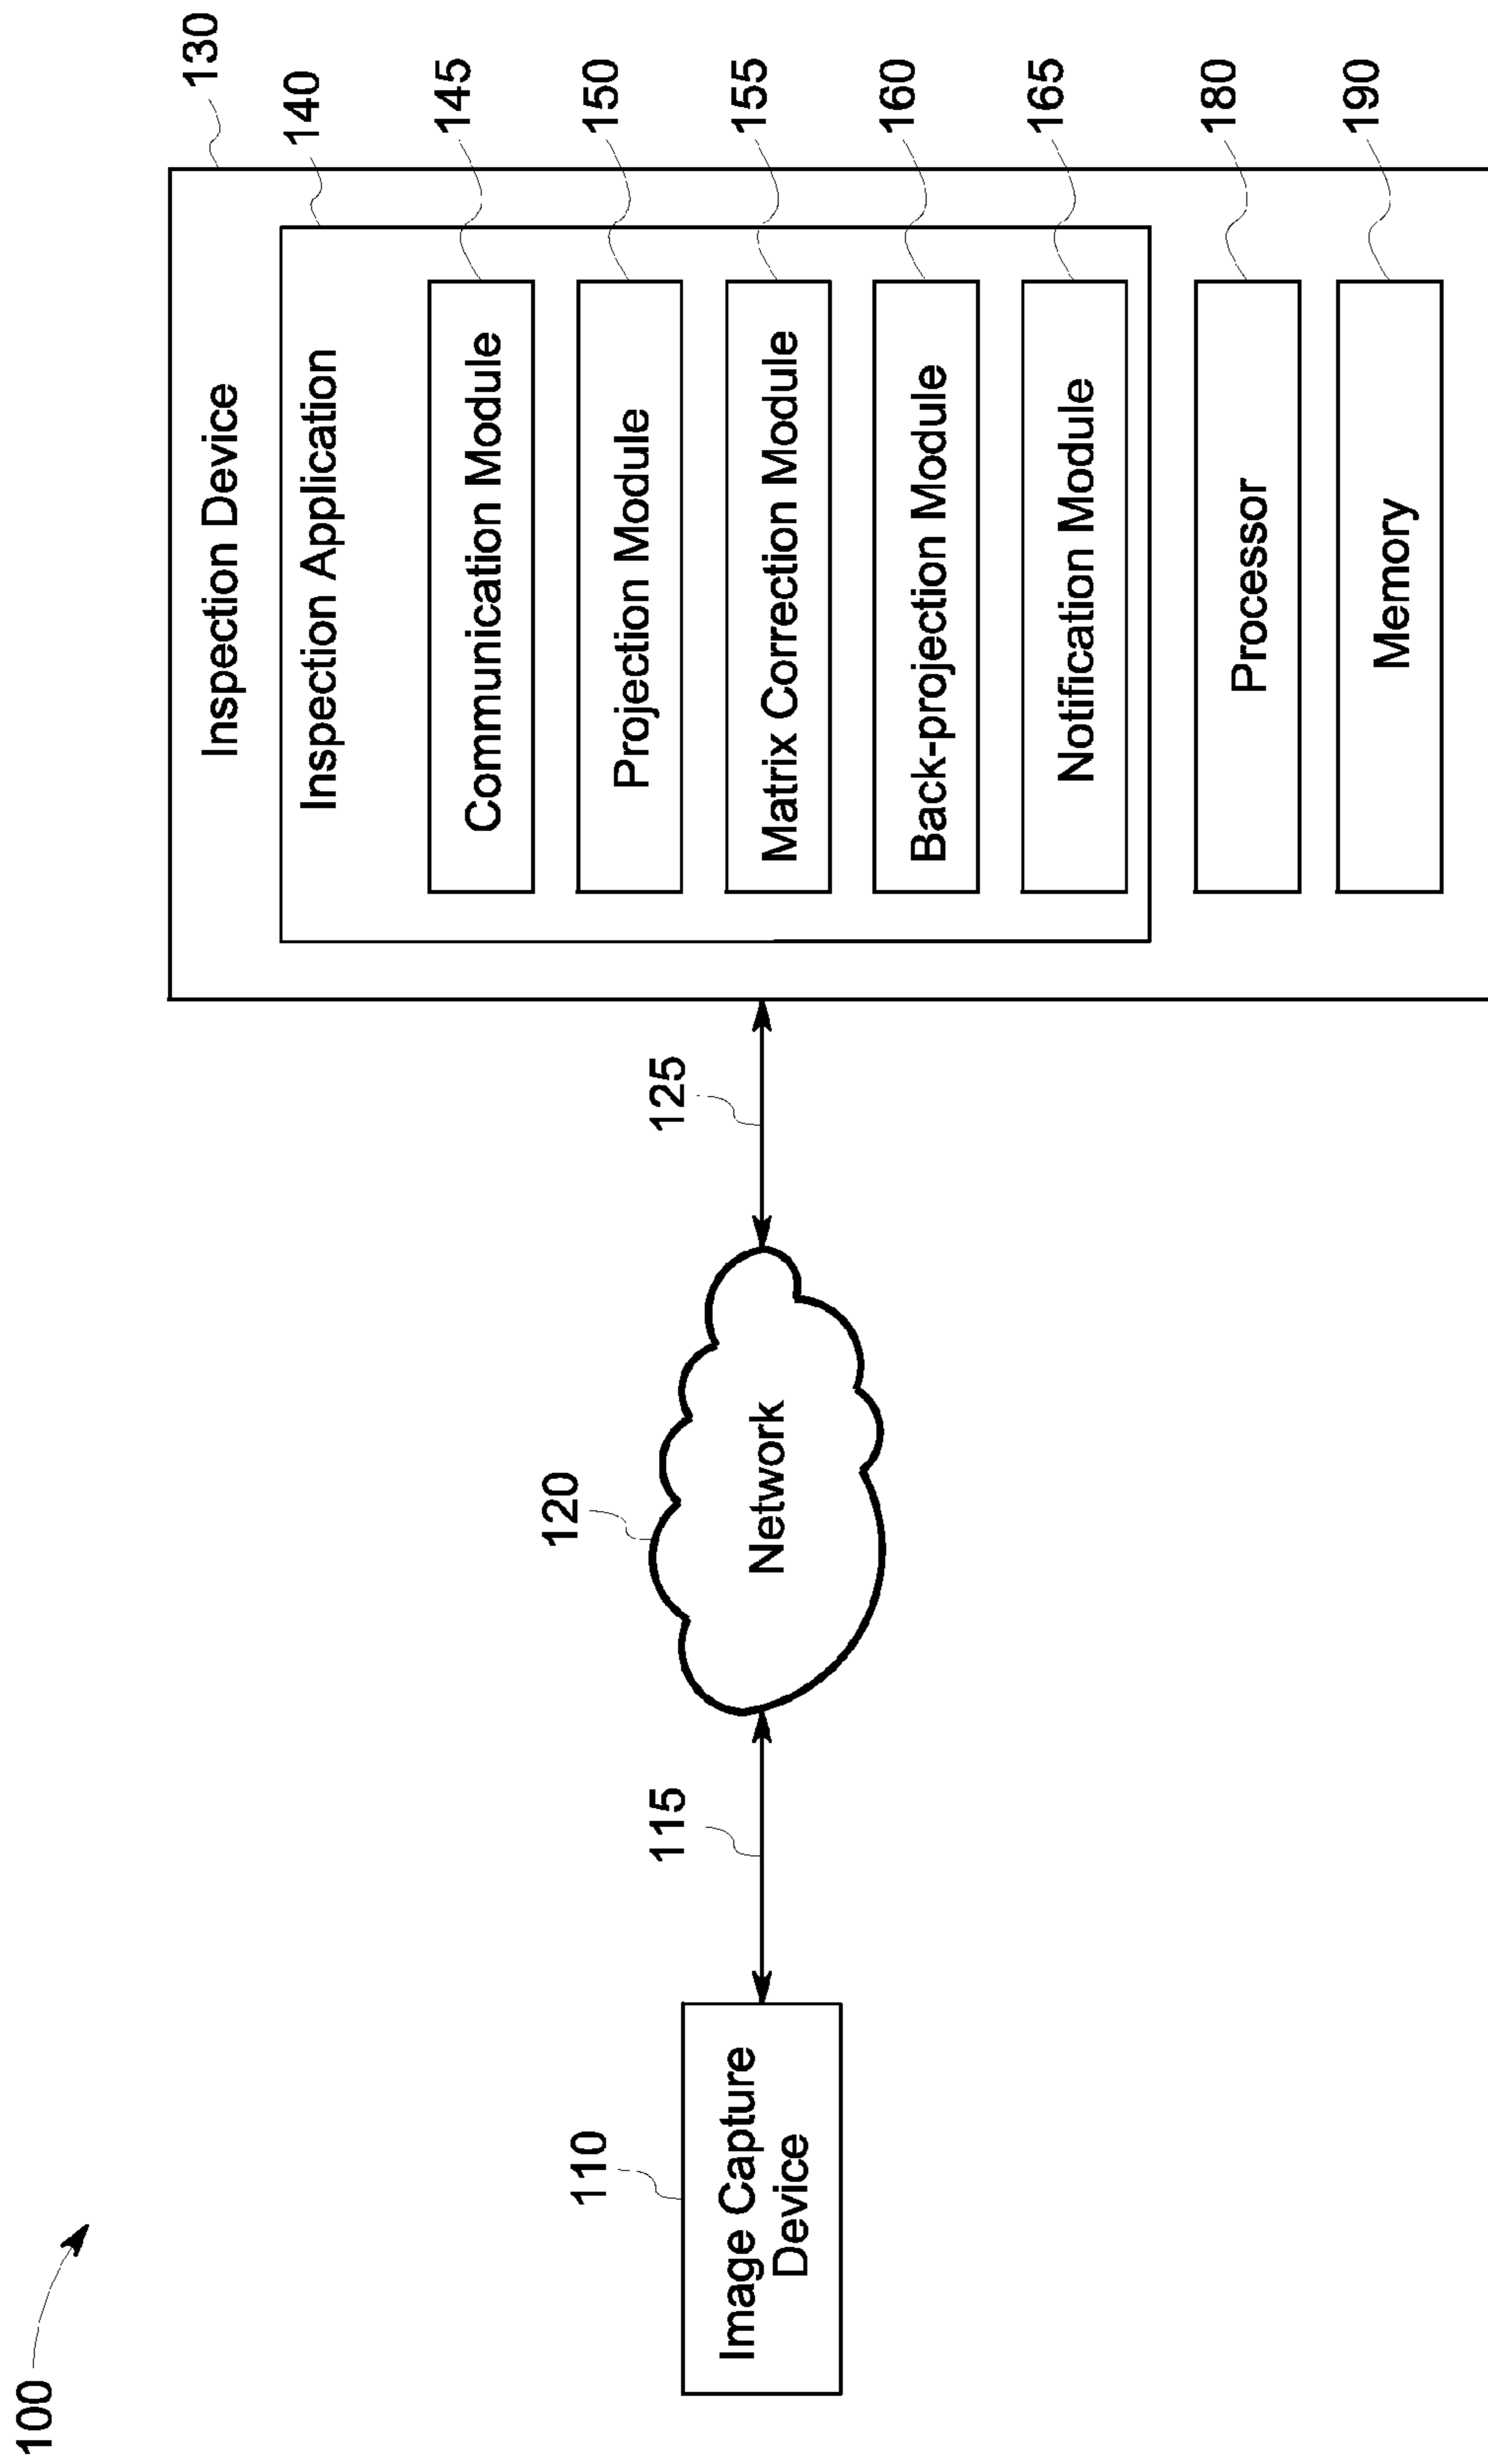 100
110
Image Capture
Device
115
120
Network
125
130
Inspection Device
140
Inspection Application
145
Communication Module
150
Projection Module
155
Matrix Correction Module
160
Back-projection Module
165
Notification Module
180
Processor
190
Memory